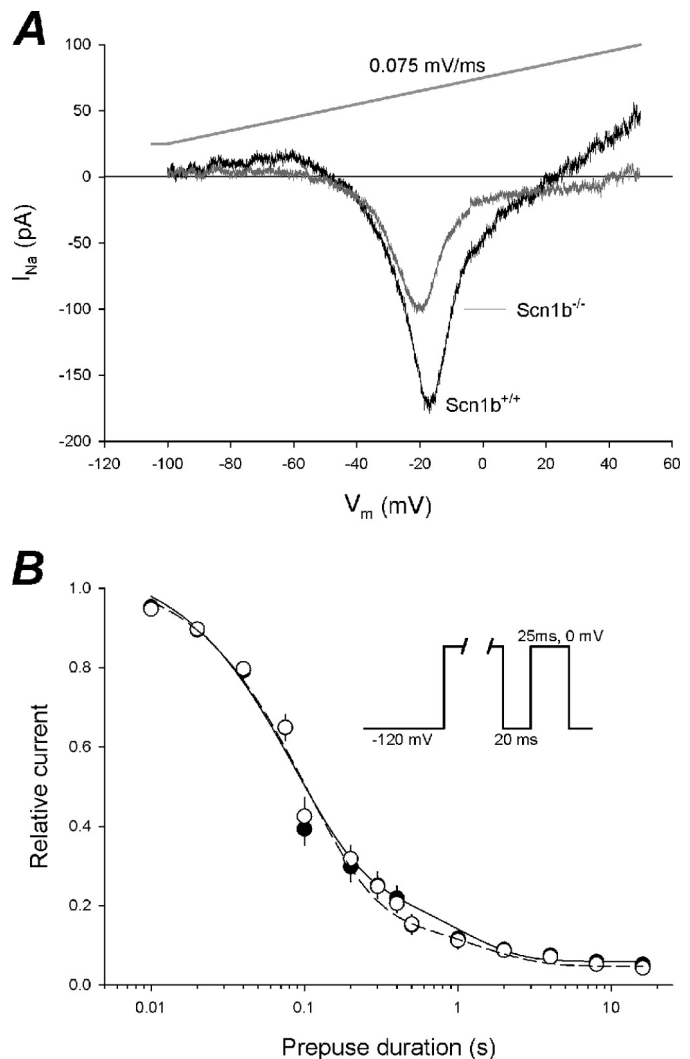 A
100
0.075 mV/ms
50
0
-50
-100
-150
-200
I_Na (pA)
Scn1b-/-
Scn1b+/+
-120 -100 -80 -60 -40 -20 0 20 40 60
V_m (mV)
B
1.0
0.8
0.6
0.4
0.2
0.0
Relative current
25ms, 0 mV
-120 mV
20 ms
0.01 0.1 1 10
Prepuse duration (s)